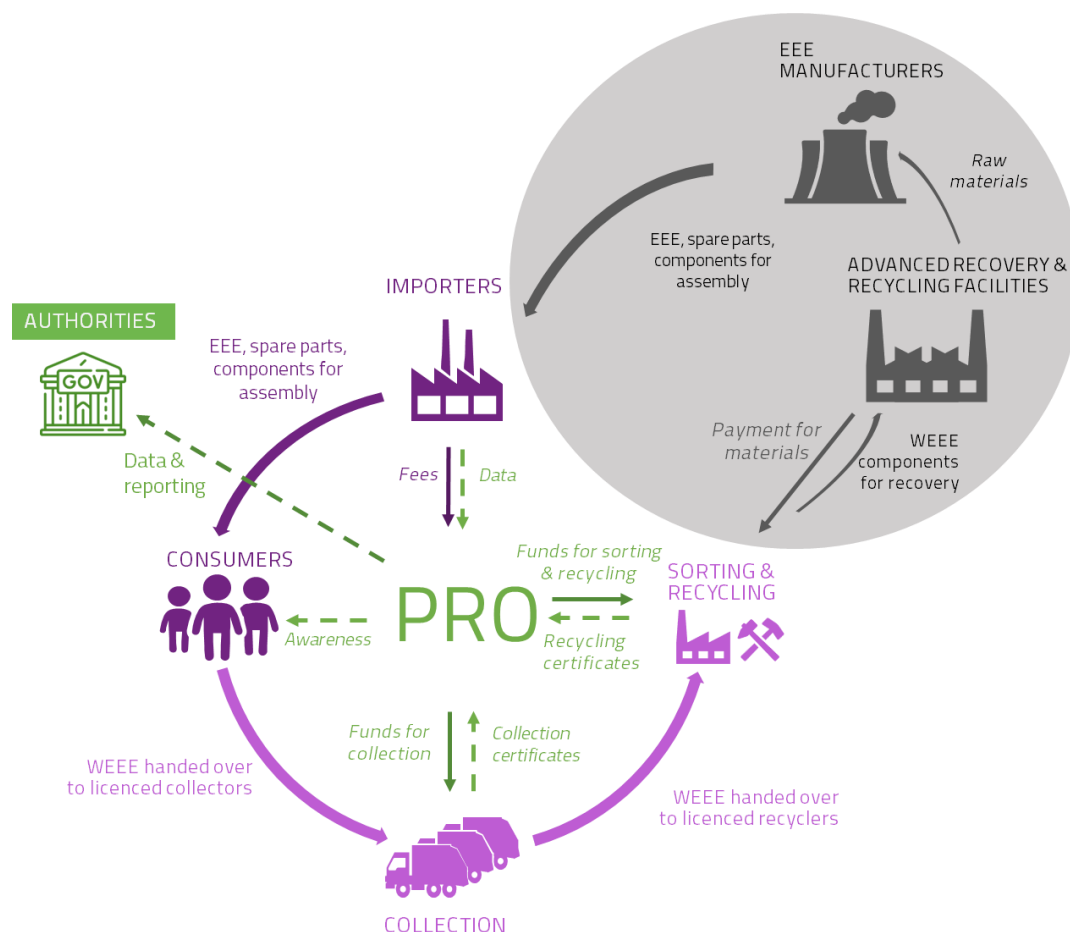 EEE
MANUFACTURERS
Raw
materials
EEE, spare parts,
components for
assembly
ADVANCED RECOVERY &
RECYCLING FACILITIES
IMPORTERS
AUTHORITIES
GOV
EEE, spare parts,
components for
assembly
Payment for
materials
WEEE
components
for recovery
Data &
reporting
Fees
Data
CONSUMERS
Funds for sorting
& recycling
SORTING &
RECYCLING
PRO
Awareness
Recycling
certificates
Funds for
collection
Collection
certificates
WEEE handed over
to licenced collectors
WEEE handed over
to licenced recyclers
COLLECTION